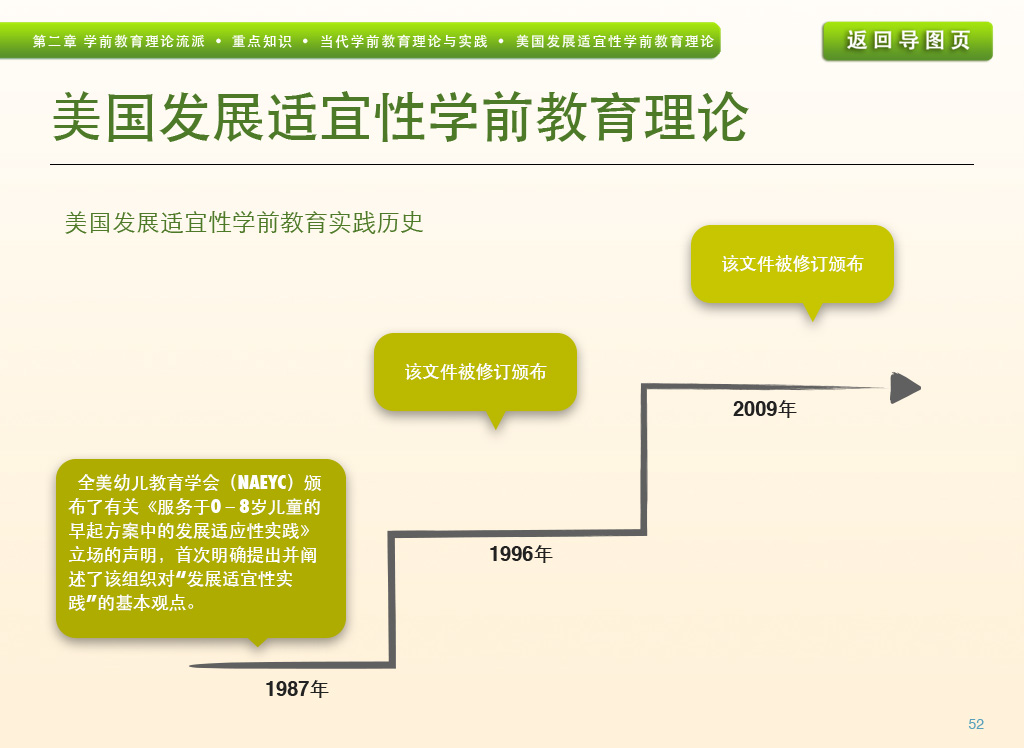 第二章 学前教育理论流派 • 重点知识 • 当代学前教育理论与实践 • 美国发展适宜性学前教育理论
返回导图页
美国发展适宜性学前教育理论
美国发展适宜性学前教育实践历史
该文件被修订颁布
该文件被修订颁布
2009年
全美幼儿教育学会（NAEYC）颁
布了有关《服务于0－8岁儿童的
早起方案中的发展适应性实践》
立场的声明，首次明确提出并阐
述了该组织对“发展适宜性实
践”的基本观点。
1996年
1987年
52